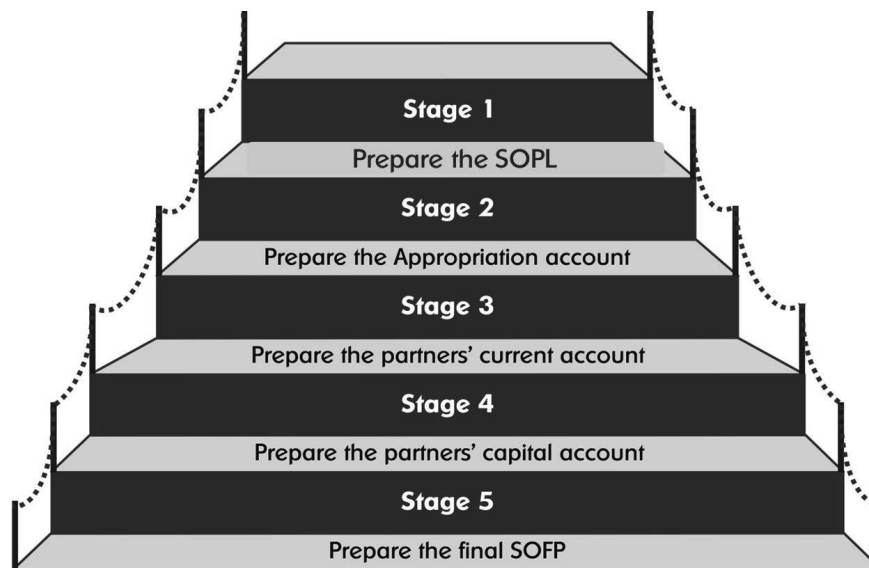 Stage 1
Prepare the SOPL
Stage 2
Prepare the Appropriation account
Stage 3
Prepare the partners' current account
Stage 4
Prepare the partners' capital account
Stage 5
Prepare the final SOFP